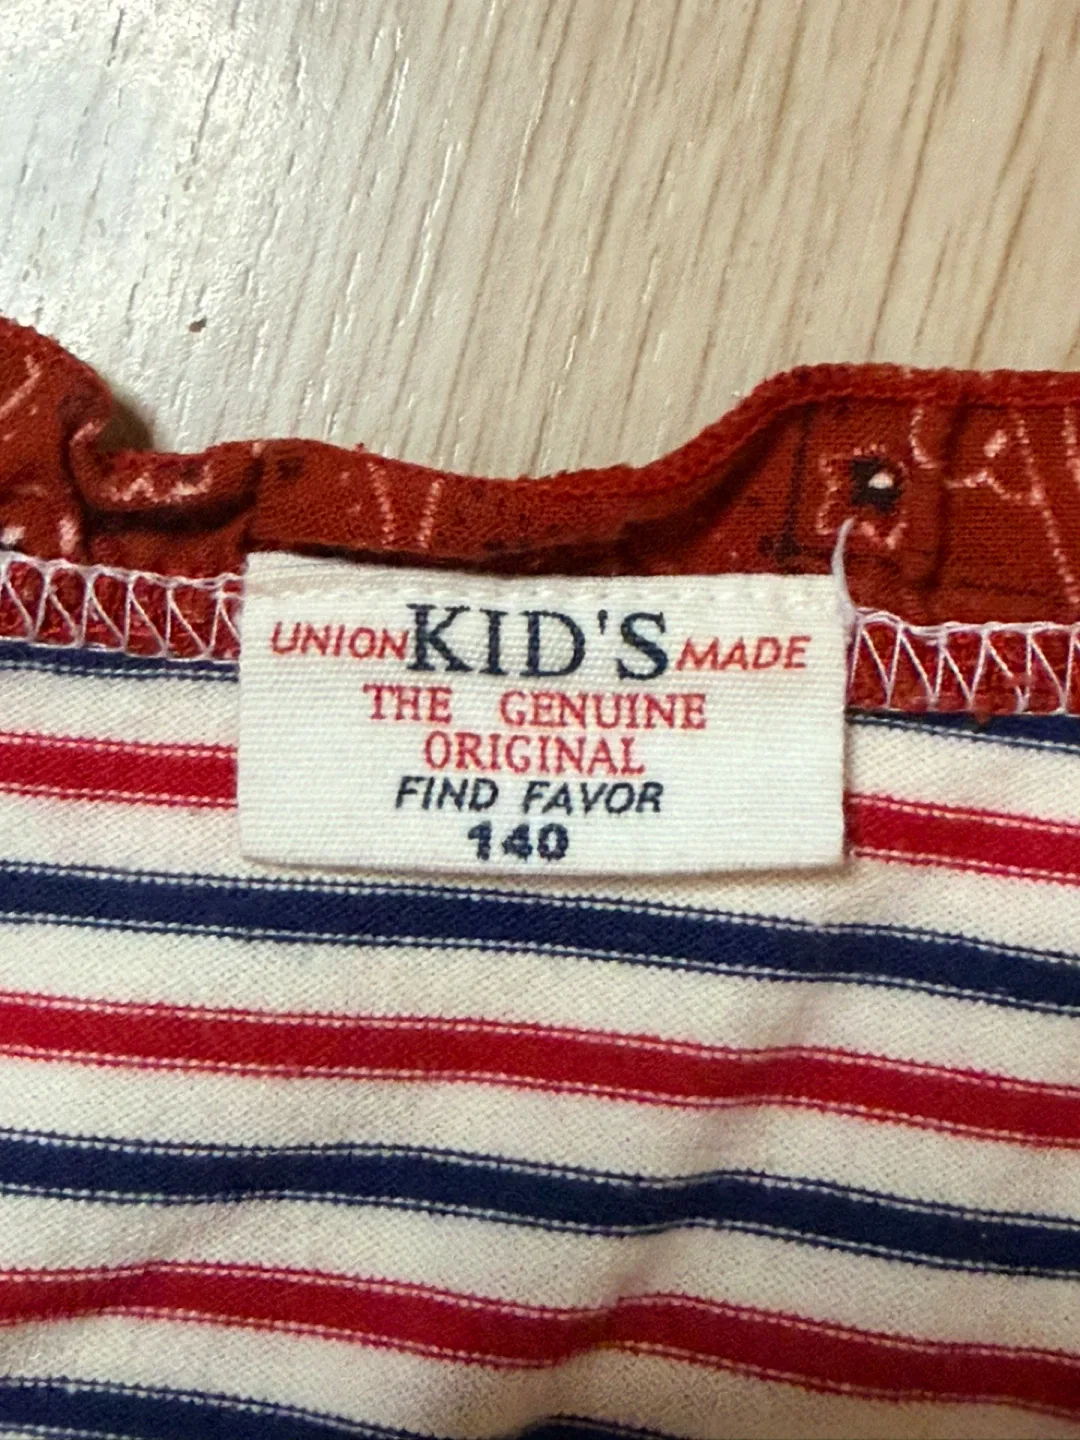 UNION KID'S MADE
THE GENUINE
ORIGINAL
FIND FAVOR
140